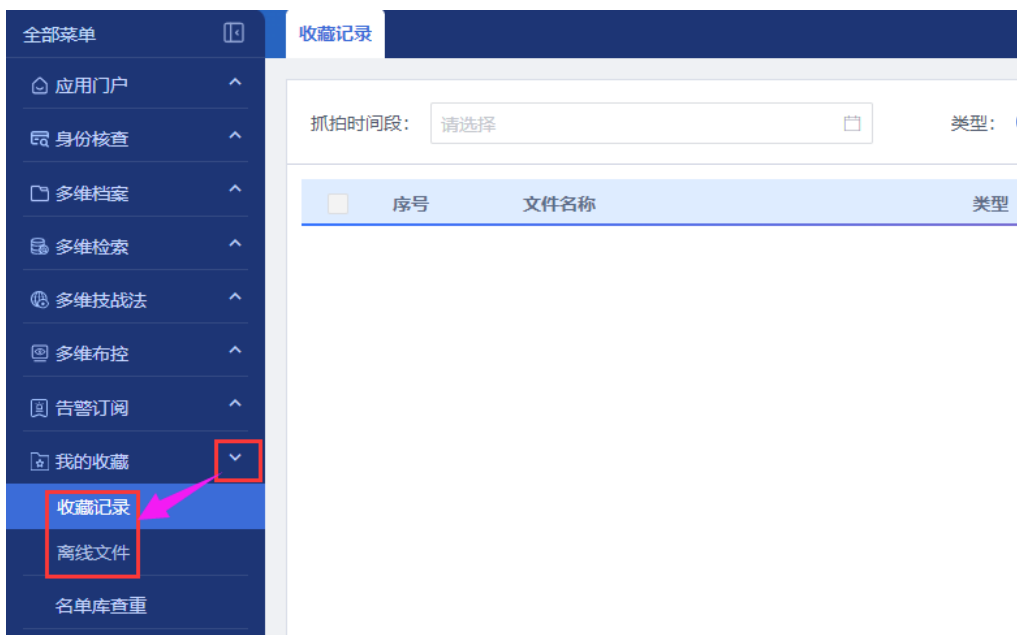 全部菜单
收藏记录
应用门户
身份核查
多维档案
多维检索
多维技战法
多维布控
告警订阅
我的收藏
收藏记录
离线文件
名单库查重
抓拍时间段： 请选择 类型：
序号 文件名称 类型